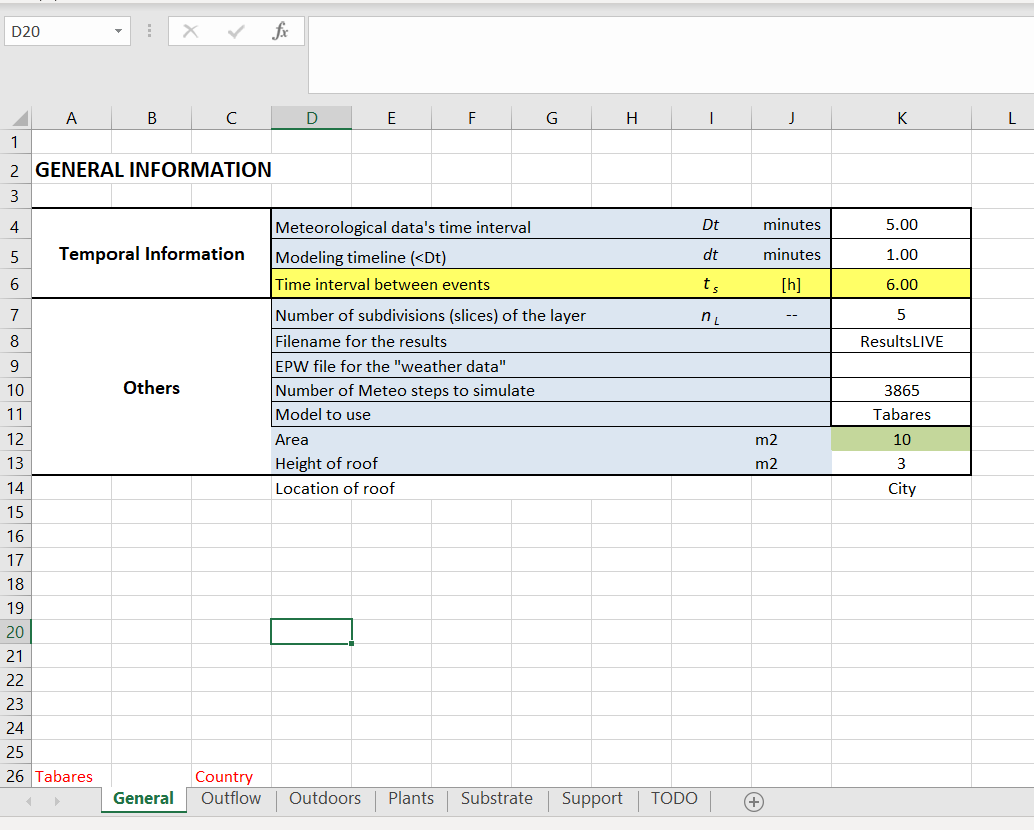 D20 fx
A B C D E F G H I J K L
1
2 GENERAL INFORMATION
3
4 Meteorological data's time interval Dt minutes 5.00
Temporal Information
5 Modeling timeline (<Dt) dt minutes 1.00
6 Time interval between events t s [h] 6.00
7 Number of subdivisions (slices) of the layer n L -- 5
8 Filename for the results ResultsLIVE
9 EPW file for the "weather data"
Others
10 Number of Meteo steps to simulate 3865
11 Model to use Tabares
12 Area m2 10
13 Height of roof m2 3
14 Location of roof City
15
16
17
18
19
20
21
22
23
24
25
26 Tabares Country
General Outflow Outdoors Plants Substrate Support TODO